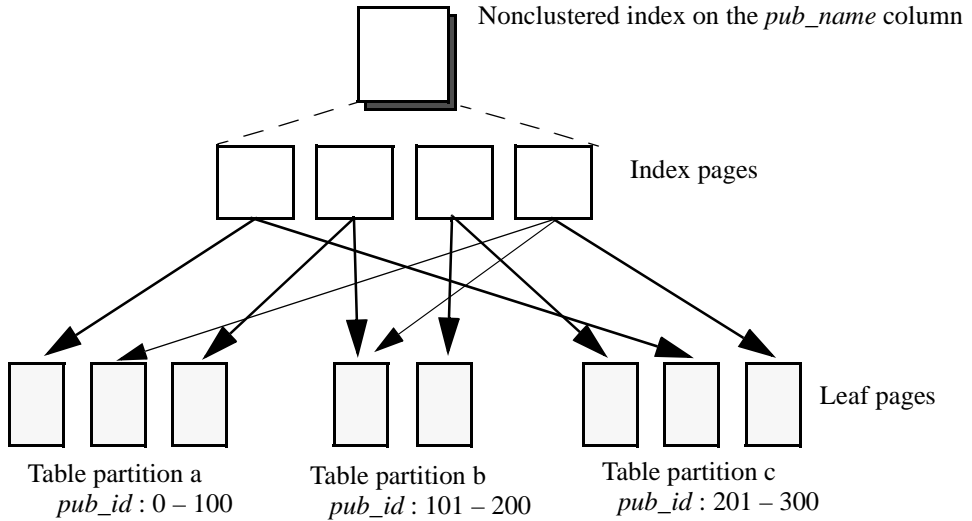 Nonclustered index on the pub_name column
Index pages
Leaf pages
Table partition a
pub_id : 0 – 100
Table partition b
pub_id : 101 – 200
Table partition c
pub_id : 201 – 300